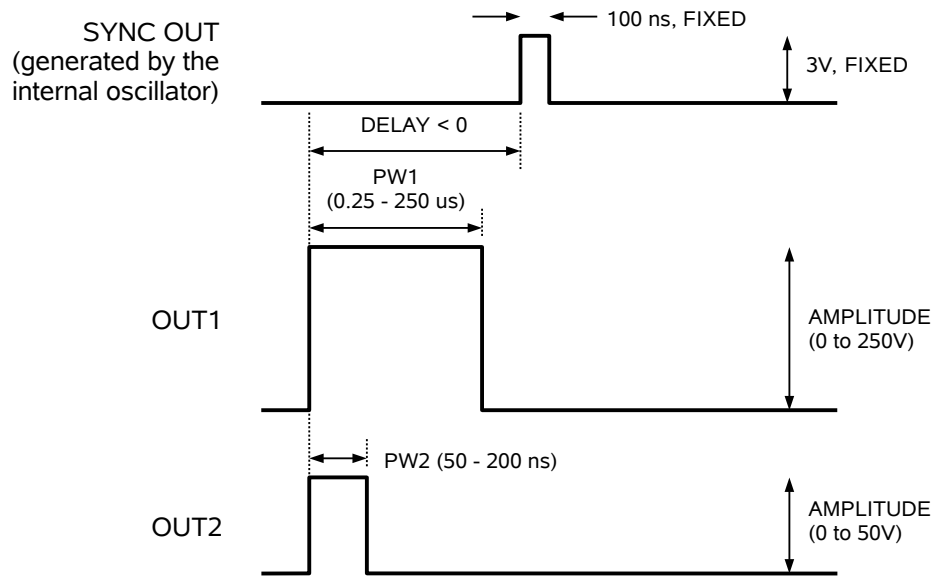 SYNC OUT
(generated by the
internal oscillator)
100 ns, FIXED
3V, FIXED
DELAY < 0
PW1
(0.25 - 250 us)
OUT1
AMPLITUDE
(0 to 250V)
PW2 (50 - 200 ns)
OUT2
AMPLITUDE
(0 to 50V)